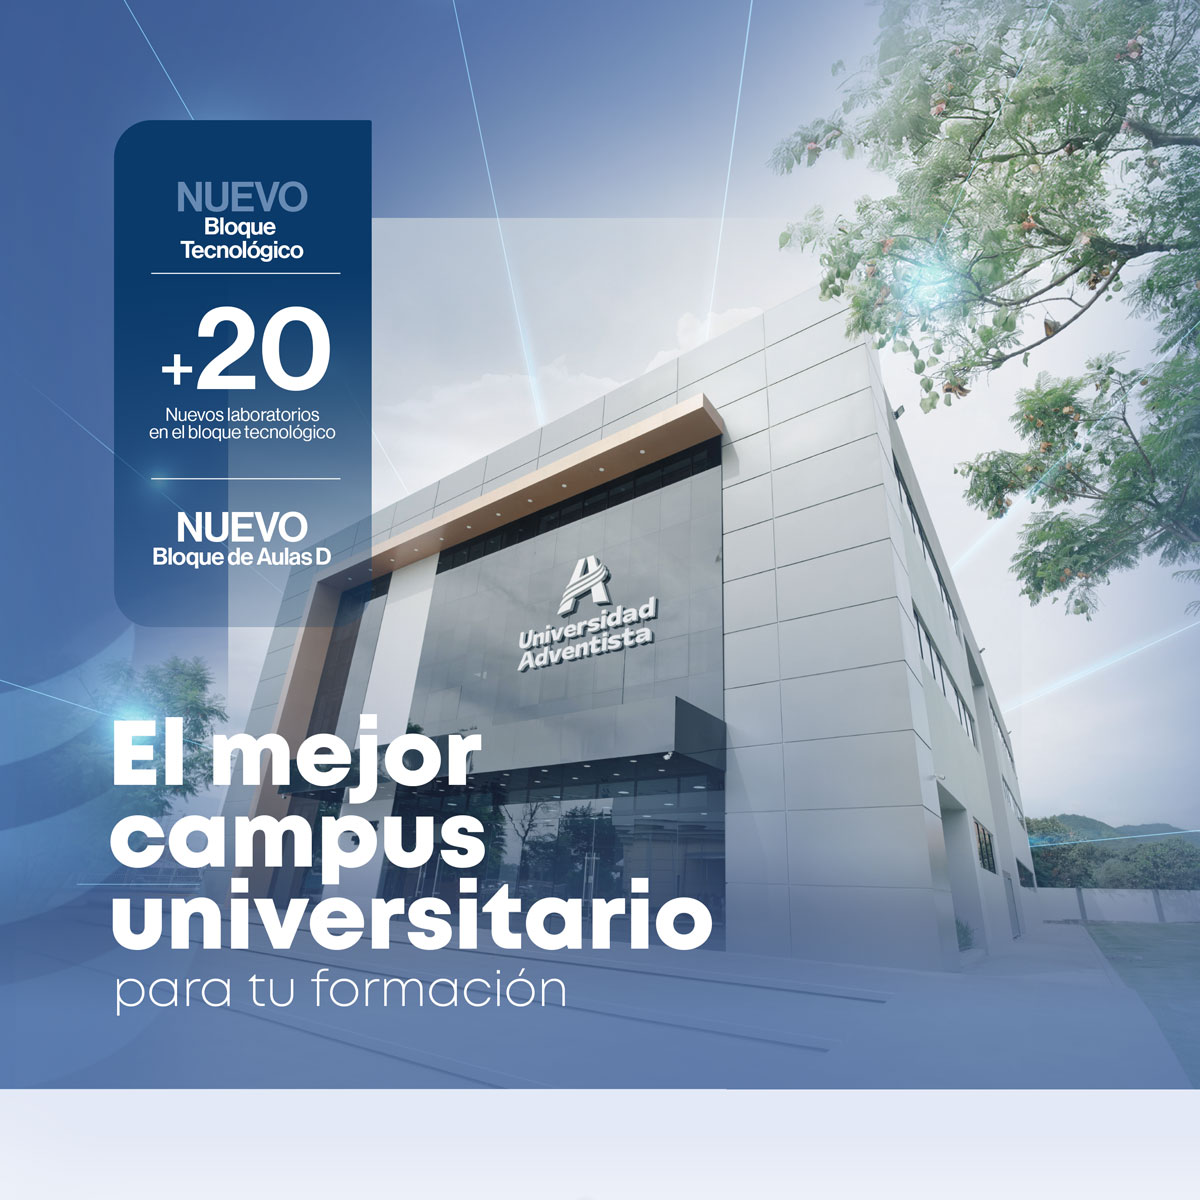 NUEVO
Bloque
Tecnológico
+20
Nuevos laboratorios
en el bloque tecnológico
NUEVO
Bloque de Aulas D
Universidad
Adventista
El mejor
campus
universitario
para tu formación